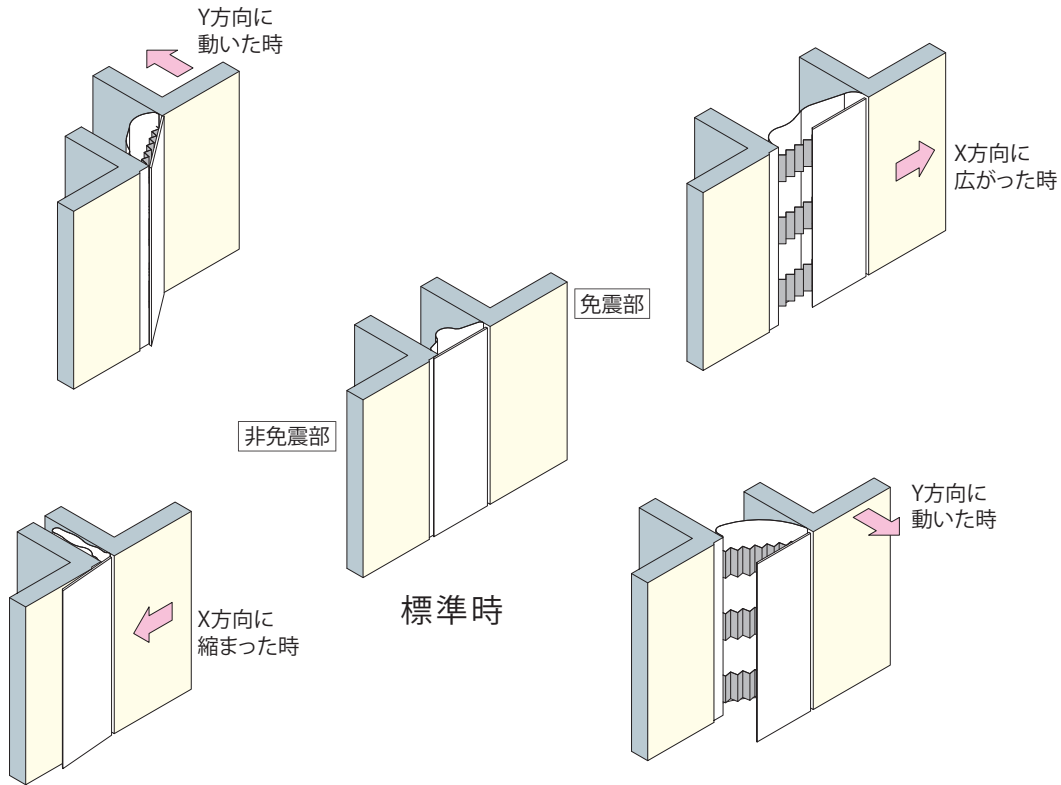 Y方向に
動いた時
X方向に
広がった時
免震部
非免震部
標準時
X方向に
縮まった時
Y方向に
動いた時